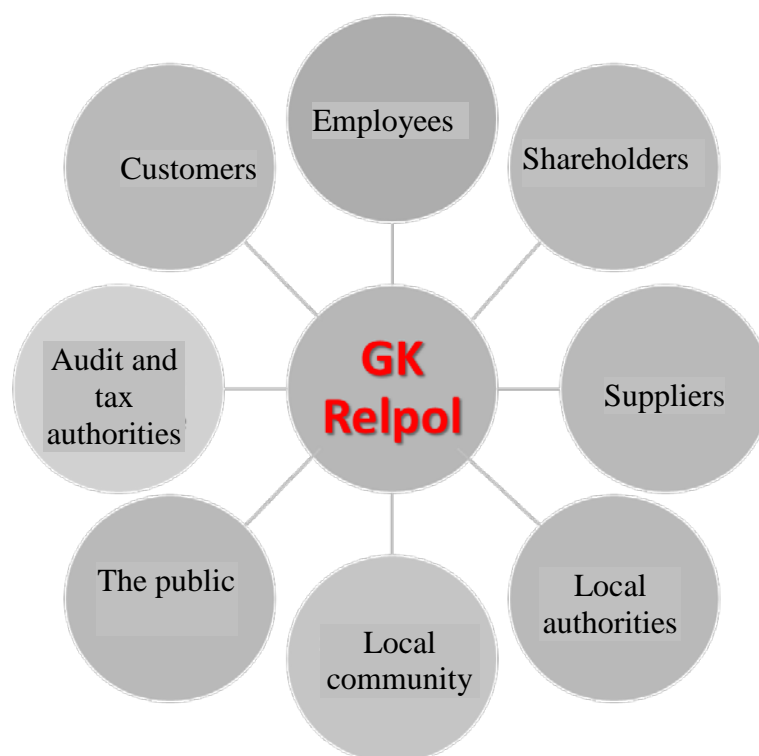 Employees
Customers
Shareholders
GK
Relpol
Audit and
tax
authorities
Suppliers
The public
Local
authorities
Local
community